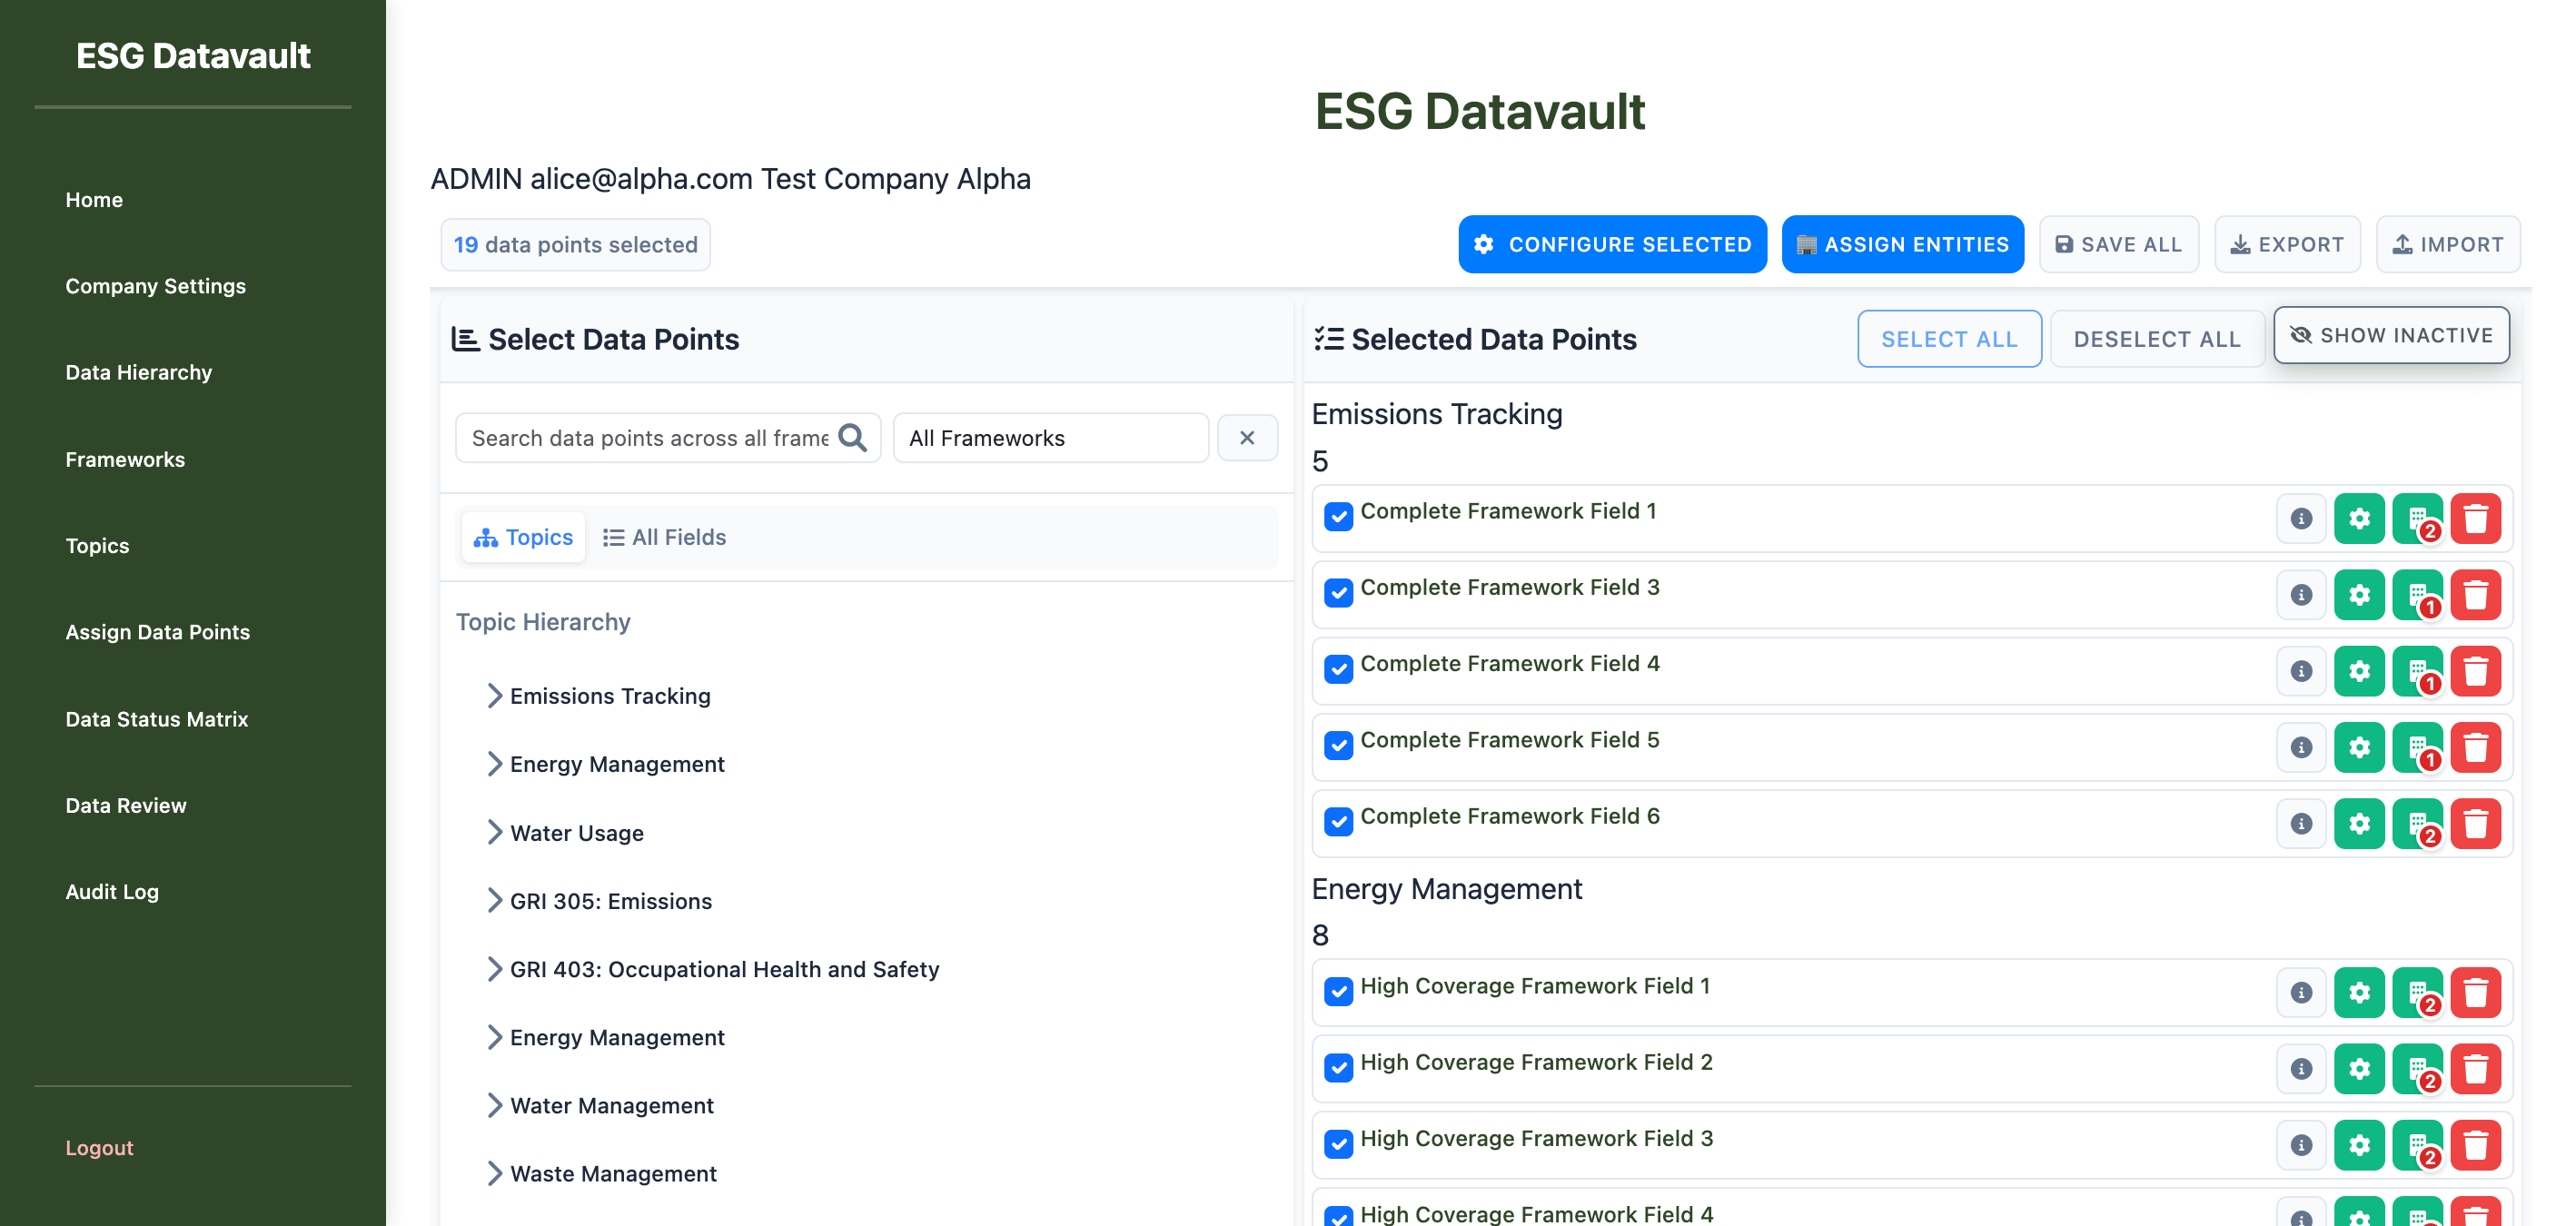 ESG Datavault
Home
Company Settings
Data Hierarchy
Frameworks
Topics
Assign Data Points
Data Status Matrix
Data Review
Audit Log
Logout
ESG Datavault
ADMIN alice@alpha.com Test Company Alpha
19 data points selected
CONFIGURE SELECTED
ASSIGN ENTITIES
SAVE ALL
EXPORT
IMPORT
Select Data Points
Search data points across all frame
All Frameworks
Topics
All Fields
Topic Hierarchy
Emissions Tracking
Energy Management
Water Usage
GRI 305: Emissions
GRI 403: Occupational Health and Safety
Energy Management
Water Management
Waste Management
Selected Data Points
SELECT ALL
DESELECT ALL
SHOW INACTIVE
Emissions Tracking
5
Complete Framework Field 1
2
Complete Framework Field 3
1
Complete Framework Field 4
1
Complete Framework Field 5
1
Complete Framework Field 6
2
Energy Management
8
High Coverage Framework Field 1
2
High Coverage Framework Field 2
2
High Coverage Framework Field 3
2
High Coverage Framework Field 4